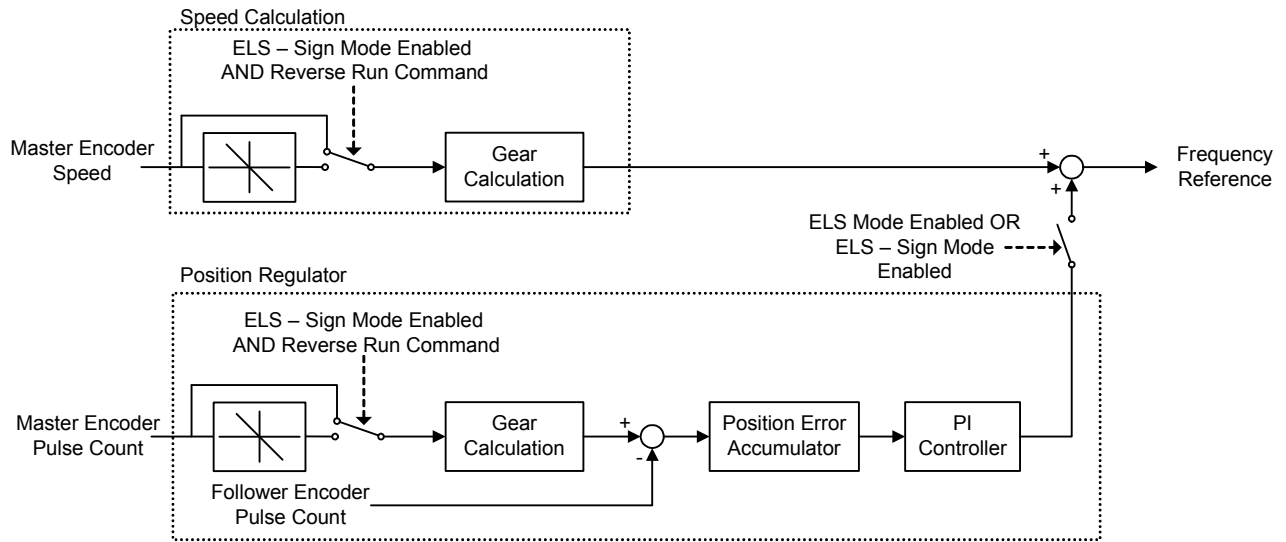 Speed Calculation
ELS – Sign Mode Enabled
AND Reverse Run Command
Master Encoder
Speed
Gear
Calculation
+
+
Frequency
Reference
ELS Mode Enabled OR
ELS – Sign Mode
Enabled
Position Regulator
ELS – Sign Mode Enabled
AND Reverse Run Command
Master Encoder
Pulse Count
Gear
Calculation
+
-
Position Error
Accumulator
PI
Controller
Follower Encoder
Pulse Count